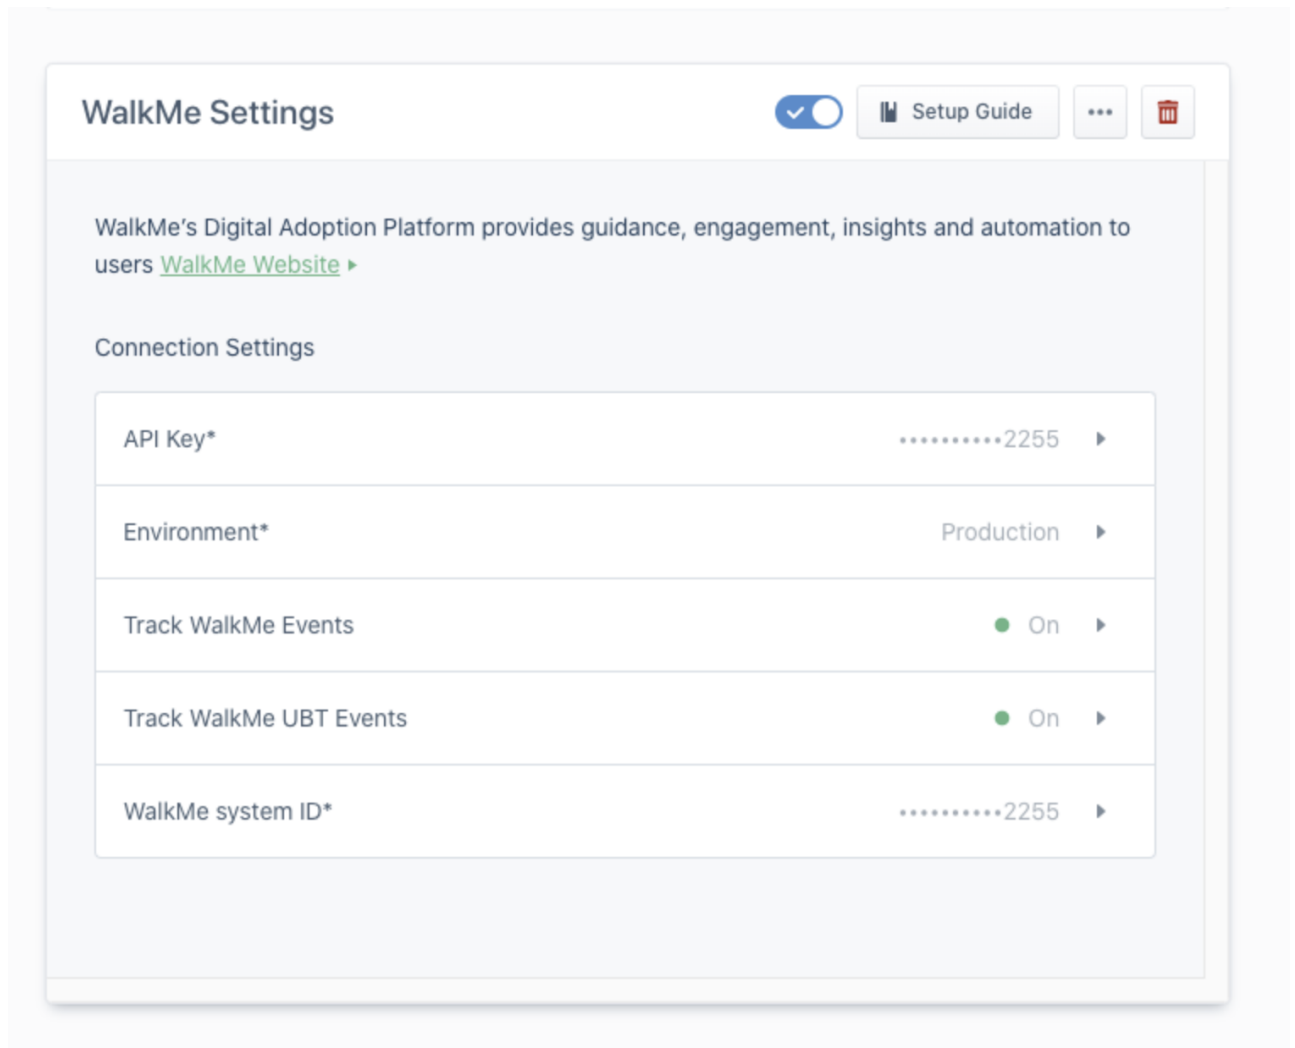 WalkMe Settings
Setup Guide
WalkMe’s Digital Adoption Platform provides guidance, engagement, insights and automation to
users WalkMe Website
Connection Settings
API Key*
••••••••••2255
Environment*
Production
Track WalkMe Events
On
Track WalkMe UBT Events
On
WalkMe system ID*
••••••••••2255